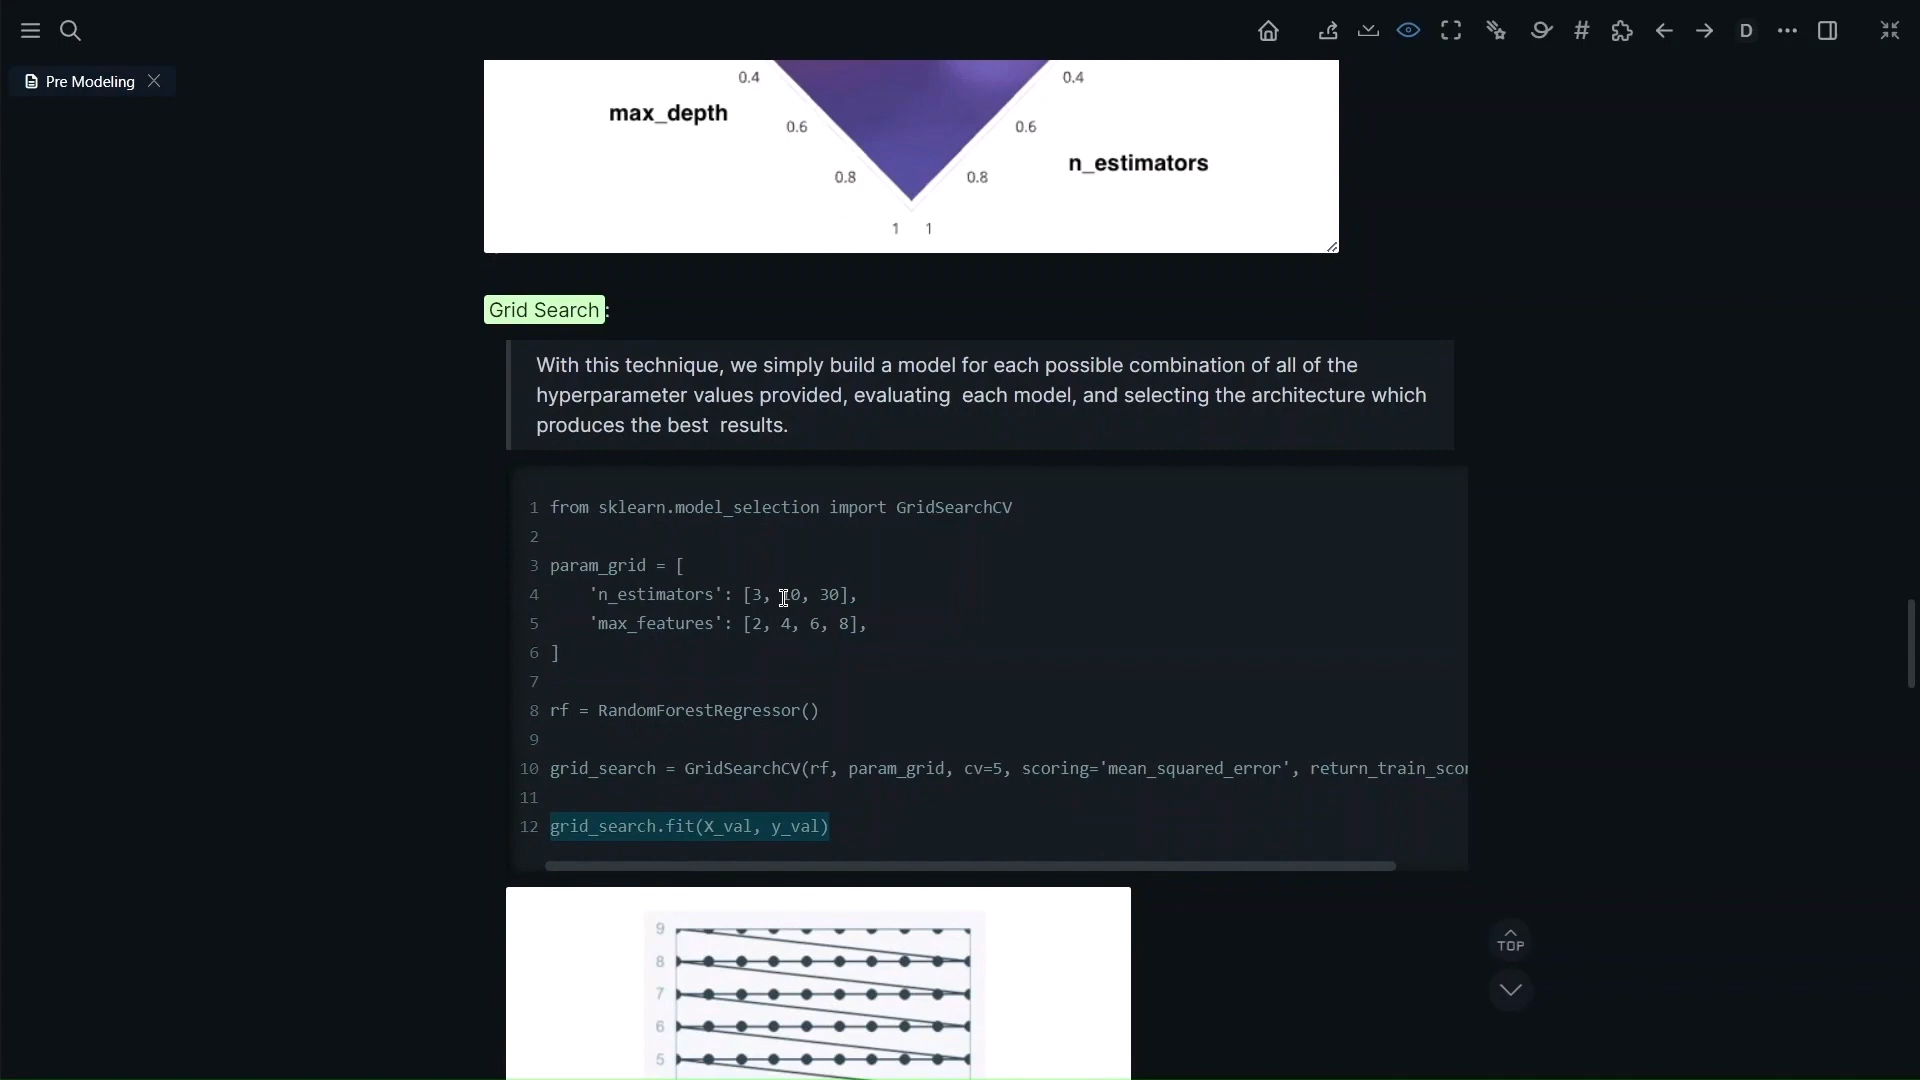 D
Pre Modeling
0.4 0.4
max_depth
0.6 0.6
n_estimators
0.8 0.8
1 1
Grid Search:
With this technique, we simply build a model for each possible combination of all of the
hyperparameter values provided, evaluating  each model, and selecting the architecture which
produces the best  results.
1 from sklearn.model_selection import GridSearchCV
2
3 param_grid = [
4     'n_estimators': [3, 10, 30],
5     'max_features': [2, 4, 6, 8],
6 ]
7
8 rf = RandomForestRegressor()
9
10 grid_search = GridSearchCV(rf, param_grid, cv=5, scoring='mean_squared_error', return_train_scor
11
12 grid_search.fit(X_val, y_val)
9
8
7
6
5
TOP